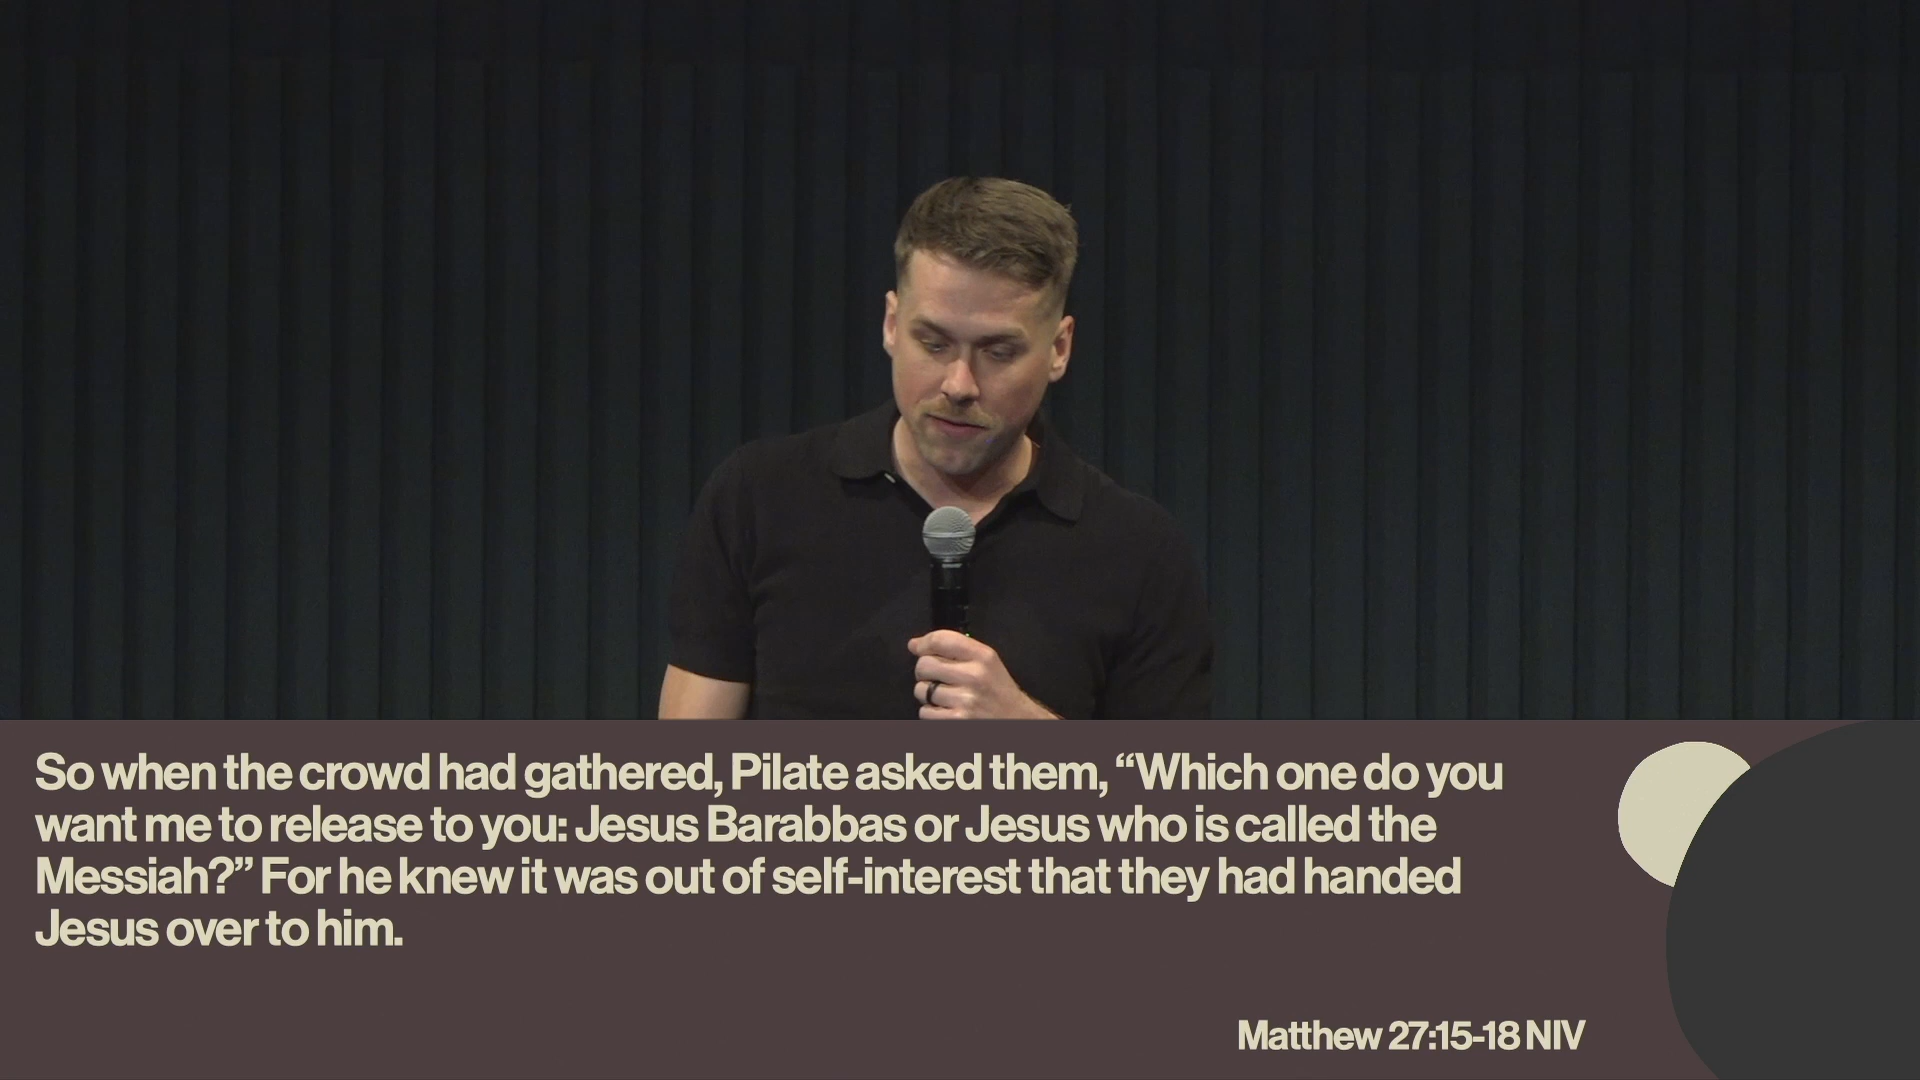 So when the crowd had gathered, Pilate asked them, “Which one do you
want me to release to you: Jesus Barabbas or Jesus who is called the
Messiah?” For he knew it was out of self-interest that they had handed
Jesus over to him.
Matthew 27:15-18 NIV